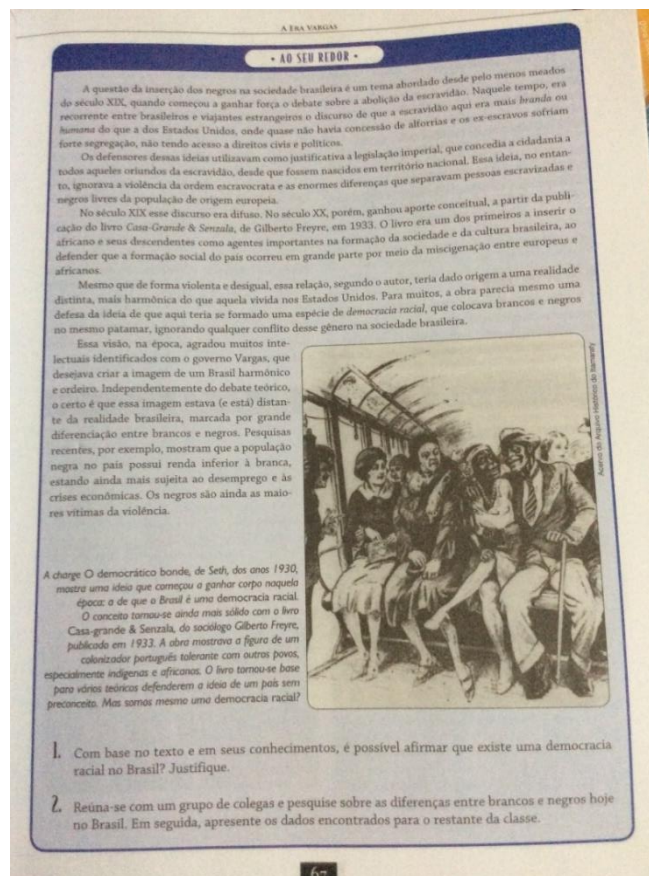 A ERA VARGAS
• AO SEU REDOR •
A questão da inserção dos negros na sociedade brasileira é um tema abordado desde pelo menos meados
do século XIX, quando começou a ganhar força o debate sobre a abolição da escravidão. Naquele tempo, era
recorrente entre brasileiros e viajantes estrangeiros o discurso de que a escravidão aqui era mais branda ou
humana do que a dos Estados Unidos, onde quase não havia concessão de alforrias e os ex-escravos sofriam
forte segregação, não tendo acesso a direitos civis e políticos.
Os defensores dessas ideias utilizavam como justificativa a legislação imperial, que concedia a cidadania a
todos aqueles oriundos da escravidão, desde que fossem nascidos em território nacional. Essa ideia, no entan-
to, ignorava a violência da ordem escravocrata e as enormes diferenças que separavam pessoas escravizadas e
negros livres da população de origem europeia.
No século XIX esse discurso era difuso. No século XX, porém, ganhou aporte conceitual, a partir da publi-
cação do livro Casa-Grande & Senzala, de Gilberto Freyre, em 1933. O livro era um dos primeiros a inserir o
africano e seus descendentes como agentes importantes na formação da sociedade e da cultura brasileira, ao
defender que a formação social do país ocorreu em grande parte por meio da miscigenação entre europeus e
africanos.
Mesmo que de forma violenta e desigual, essa relação, segundo o autor, teria dado origem a uma realidade
distinta, mais harmônica do que aquela vivida nos Estados Unidos. Para muitos, a obra parecia mesmo uma
defesa da ideia de que aqui teria se formado uma espécie de democracia racial, que colocava brancos e negros
no mesmo patamar, ignorando qualquer conflito desse gênero na sociedade brasileira.
Essa visão, na época, agradou muitos inte-
lectuais identificados com o governo Vargas, que
desejava criar a imagem de um Brasil harmônico
e ordeiro. Independentemente do debate teórico,
o certo é que essa imagem estava (e está) distan-
te da realidade brasileira, marcada por grande
diferenciação entre brancos e negros. Pesquisas
recentes, por exemplo, mostram que a população
negra no país possui renda inferior à branca,
estando ainda mais sujeita ao desemprego e às
crises econômicas. Os negros são ainda as maio-
res vítimas da violência.
Acervo do Arquivo Histórico do Itamaraty
A charge O democrático bonde, de Seth, dos anos 1930,
mostra uma ideia que começou a ganhar corpo naquela
época: a de que o Brasil é uma democracia racial.
O conceito tornou-se ainda mais sólido com o livro
Casa-grande & Senzala, do sociólogo Gilberto Freyre,
publicado em 1933. A obra mostrava a figura de um
colonizador português tolerante com outros povos,
especialmente indígenas e africanos. O livro tornou-se base
para vários teóricos defenderem a ideia de um país sem
preconceito. Mas somos mesmo uma democracia racial?
1. Com base no texto e em seus conhecimentos, é possível afirmar que existe uma democracia
racial no Brasil? Justifique.
2. Reúna-se com um grupo de colegas e pesquise sobre as diferenças entre brancos e negros hoje
no Brasil. Em seguida, apresente os dados encontrados para o restante da classe.
67